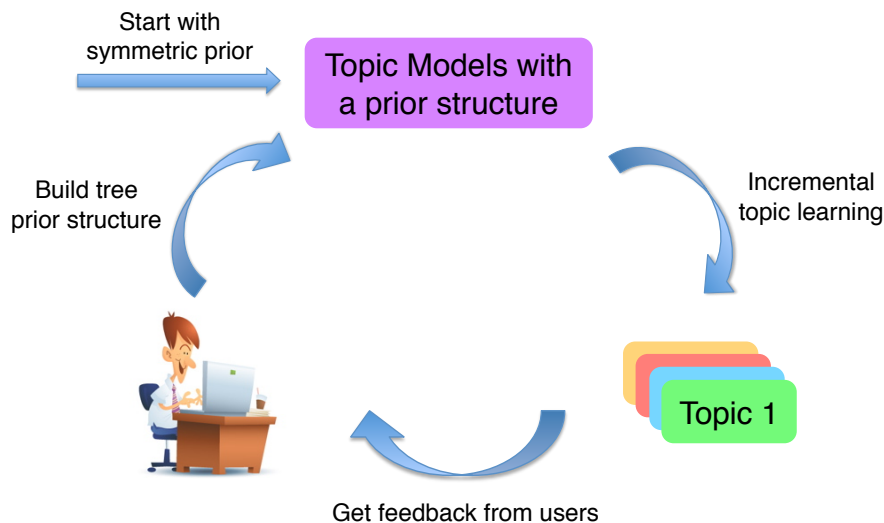 Start with
symmetric prior
Topic Models with
a prior structure
Build tree
prior structure
Incremental
topic learning
Topic 1
Get feedback from users